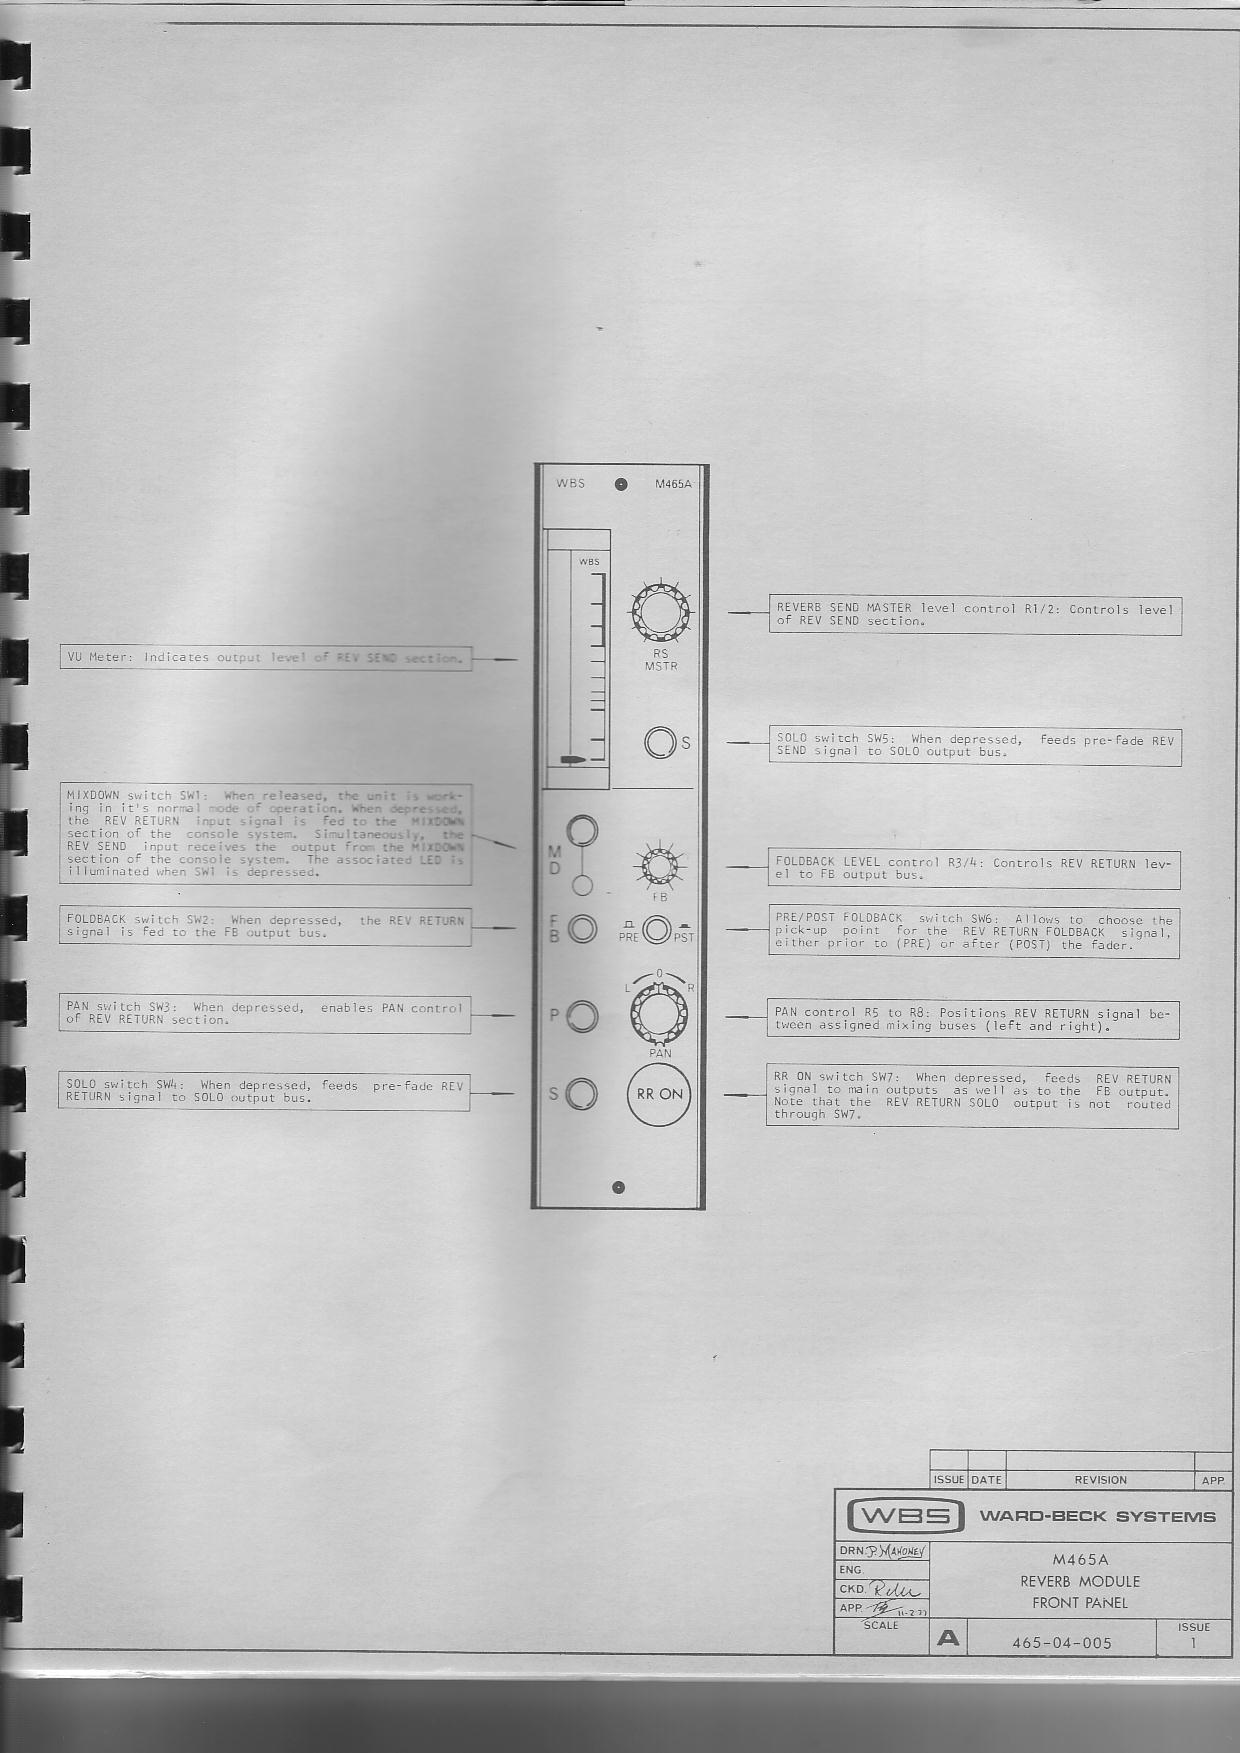 WBS M465A
WBS
RS
MSTR
S
M
D
FB
F
B
PRE PST
L 0 R
P
PAN
S
RR ON
VU Meter: Indicates output level of REV SEND section.
MIXDOWN switch SW1: When released, the unit is work-
ing in it's normal mode of operation. When depressed,
the REV RETURN input signal is fed to the MIXDOWN
section of the console system. Simultaneously, the
REV SEND input receives the output from the MIXDOWN
section of the console system. The associated LED is
illuminated when SW1 is depressed.
FOLDBACK switch SW2: When depressed, the REV RETURN
signal is fed to the FB output bus.
PAN switch SW3: When depressed, enables PAN control
of REV RETURN section.
SOLO switch SW4: When depressed, feeds pre-fade REV
RETURN signal to SOLO output bus.
REVERB SEND MASTER level control R1/2: Controls level
of REV SEND section.
SOLO switch SW5: When depressed, feeds pre-fade REV
SEND signal to SOLO output bus.
FOLDBACK LEVEL control R3/4: Controls REV RETURN lev-
el to FB output bus.
PRE/POST FOLDBACK switch SW6: Allows to choose the
pick-up point for the REV RETURN FOLDBACK signal,
either prior to (PRE) or after (POST) the fader.
PAN control R5 to R8: Positions REV RETURN signal be-
tween assigned mixing buses (left and right).
RR ON switch SW7: When depressed, feeds REV RETURN
signal to main outputs as well as to the FB output.
Note that the REV RETURN SOLO output is not routed
through SW7.
ISSUE DATE REVISION APP.
WBS WARD-BECK SYSTEMS
DRN. P. MAHONEY
ENG.
CKD.
APP. 11-2-77
SCALE
M465A
REVERB MODULE
FRONT PANEL
A 465-04-005
ISSUE
1